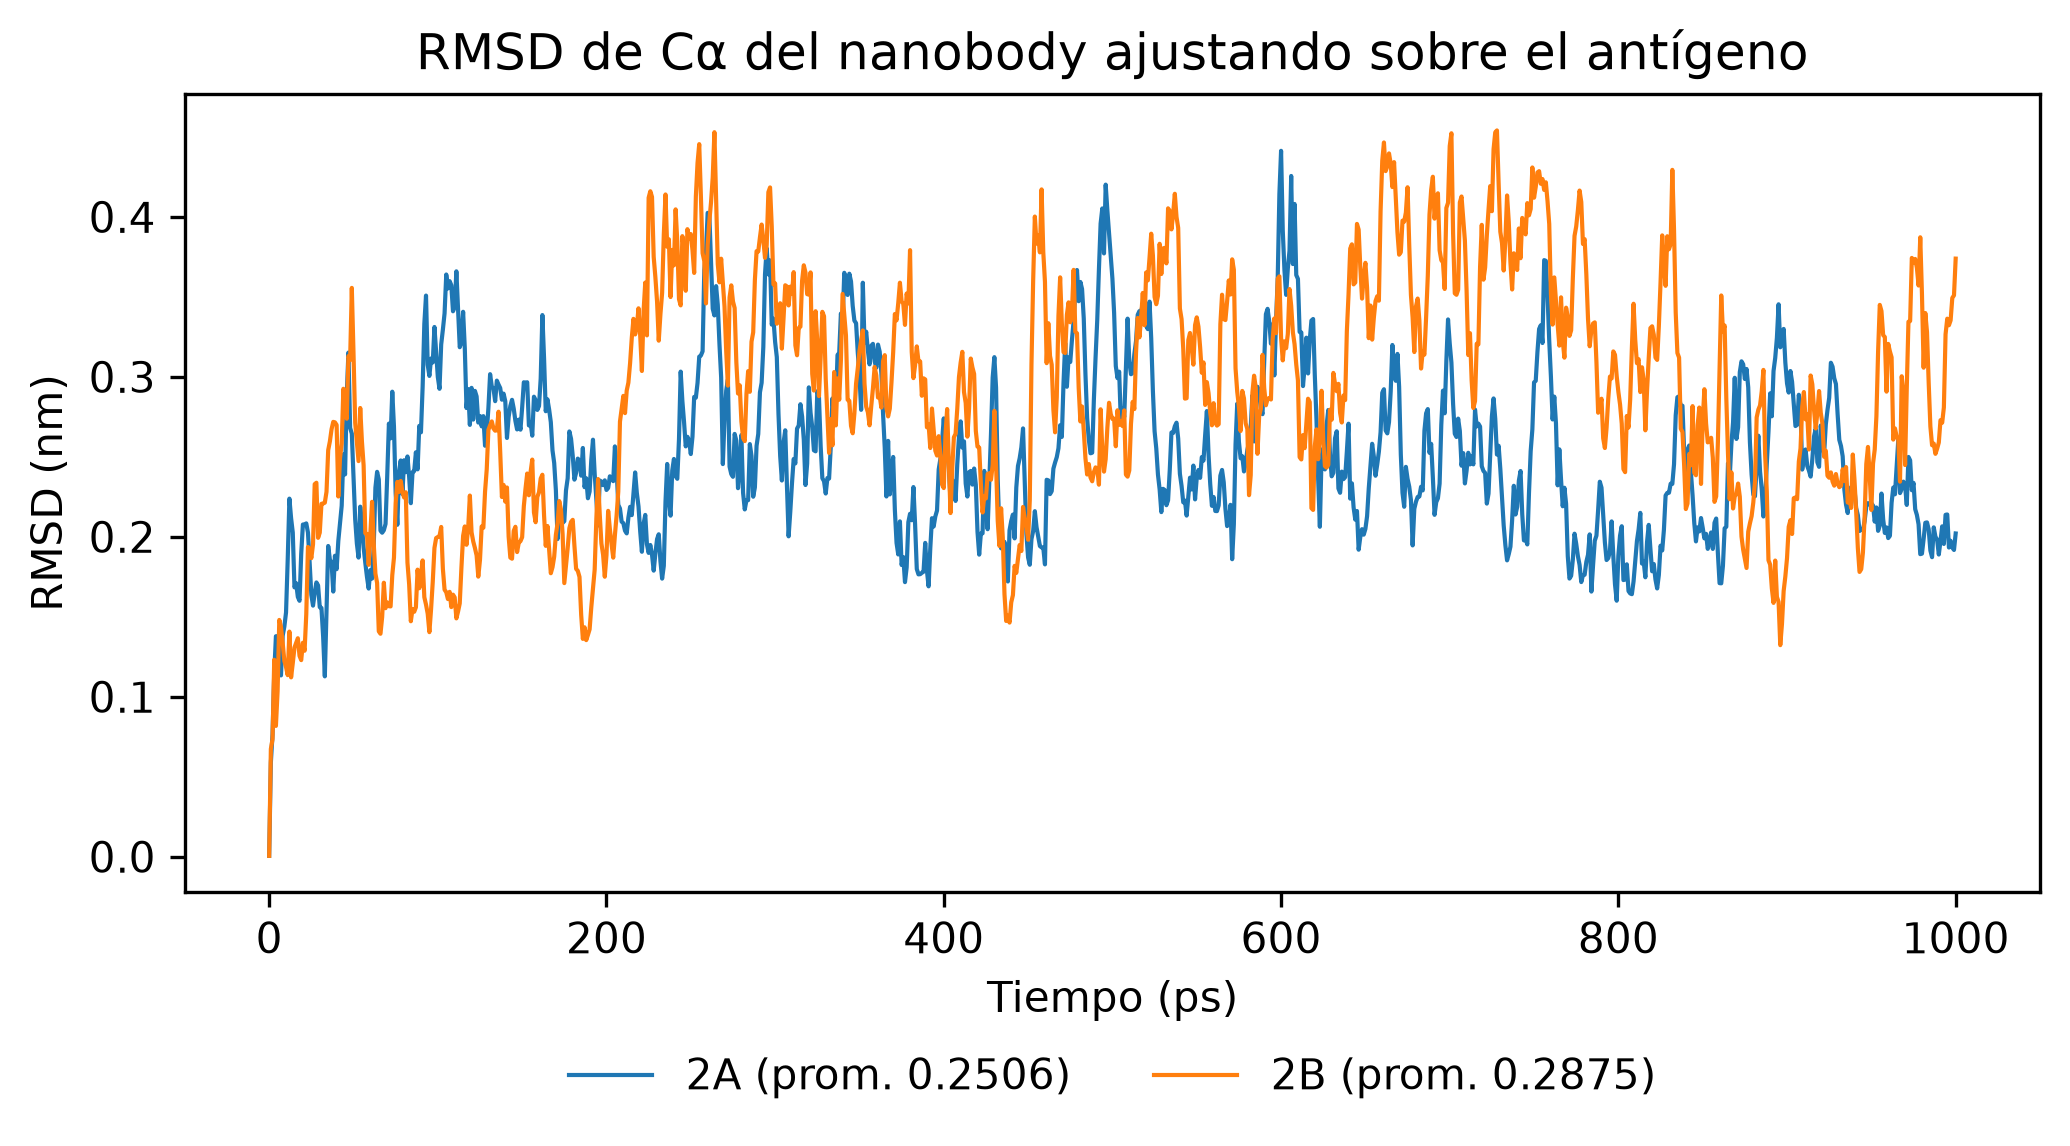 RMSD de Cα del nanobody ajustando sobre el antígeno
RMSD (nm)
0.4
0.3
0.2
0.1
0.0
0 200 400 600 800 1000
Tiempo (ps)
2A (prom. 0.2506) 2B (prom. 0.2875)